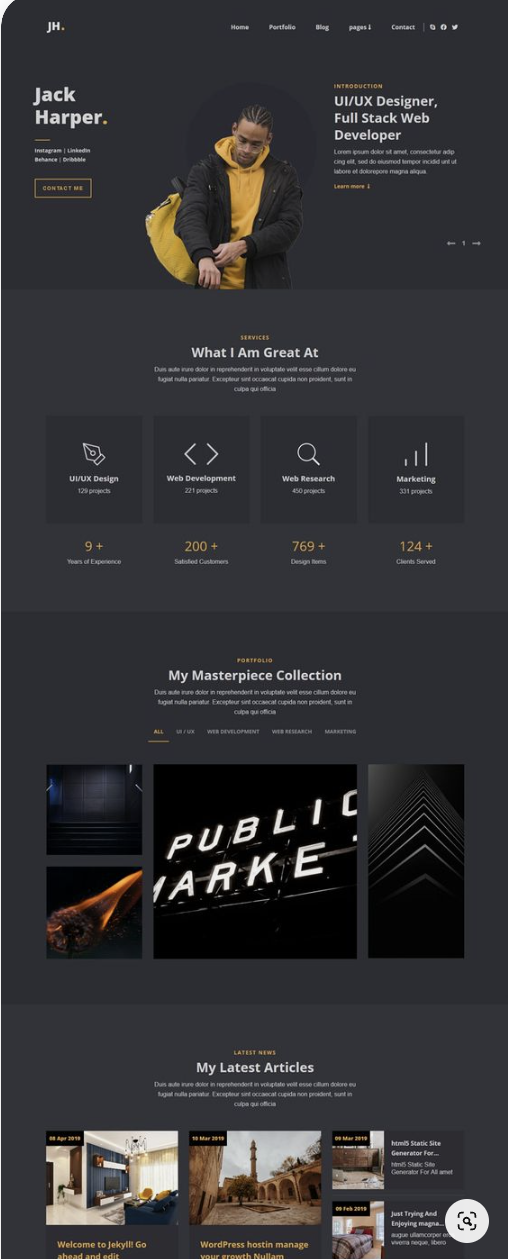 JH.
Home Portfolio Blog pages Contact
Jack
Harper.
Instagram | LinkedIn
Behance | Dribbble
CONTACT ME
INTRODUCTION
UI/UX Designer,
Full Stack Web
Developer
Lorem ipsum dolor sit amet, consectetur adip
cing elit, sed do eiusmod tempor incidid unt ut
labore et dolorepore magna aliqua.
Learn more
1
SERVICES
What I Am Great At
Duis aute irure dolor in reprehenderit in voluptate velit esse cillum dolore eu
fugiat nulla pariatur. Excepteur sint occaecat cupida non proident, sunt in
culpa qui officia
UI/UX Design
129 projects
Web Development
221 projects
Web Research
450 projects
Marketing
331 projects
9 +
Years of Experience
200 +
Satisfied Customers
769 +
Design Items
124 +
Clients Served
PORTFOLIO
My Masterpiece Collection
Duis aute irure dolor in reprehenderit in voluptate velit esse cillum dolore eu
fugiat nulla pariatur. Excepteur sint occaecat cupida non proident, sunt in
culpa qui officia
ALL UI / UX WEB DEVELOPMENT WEB RESEARCH MARKETING
PUBLIC
MARKE
LATEST NEWS
My Latest Articles
Duis aute irure dolor in reprehenderit in voluptate velit esse cillum dolore eu
fugiat nulla pariatur. Excepteur sint occaecat cupida non proident, sunt in
culpa qui officia
08 Apr 2019
Welcome to Jekyll! Go
ahead and edit
10 Mar 2019
WordPress hostin manage
your growth Nullam
09 Mar 2019
html5 Static Site
Generator For...
html5 Static Site
Generator For All amet
09 Feb 2019
Just Trying And
Enjoying magna...
augue ullamcorper
viverra neque, libero